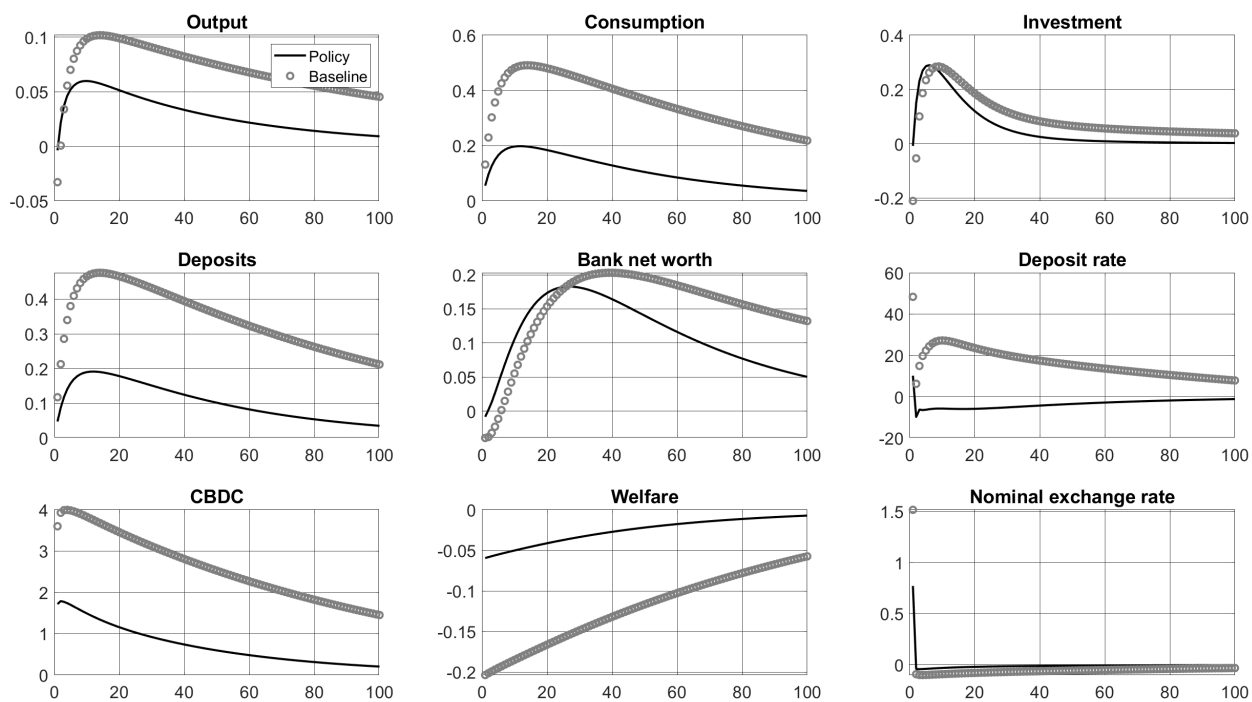 Output
0.1
0.05
0
-0.05
0 20 40 60 80 100
Policy
Baseline
Consumption
0.6
0.4
0.2
0
0 20 40 60 80 100
Investment
0.4
0.2
0
-0.2
0 20 40 60 80 100
Deposits
0.4
0.3
0.2
0.1
0
0 20 40 60 80 100
Bank net worth
0.2
0.15
0.1
0.05
0
0 20 40 60 80 100
Deposit rate
60
40
20
0
-20
0 20 40 60 80 100
CBDC
4
3
2
1
0
0 20 40 60 80 100
Welfare
0
-0.05
-0.1
-0.15
-0.2
0 20 40 60 80 100
Nominal exchange rate
1.5
1
0.5
0
0 20 40 60 80 100